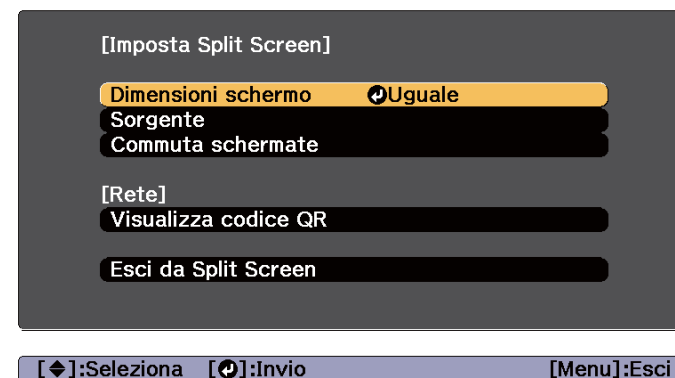 [Imposta Split Screen]
Dimensioni schermo Uguale
Sorgente
Commuta schermate
[Rete]
Visualizza codice QR
Esci da Split Screen
[◆]:Seleziona [↵]:Invio [Menu]:Esci